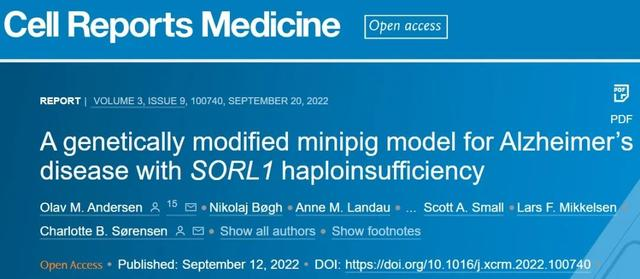 Cell Reports Medicine Open access
REPORT | VOLUME 3, ISSUE 9, 100740, SEPTEMBER 20, 2022
PDF
PDF
A genetically modified minipig model for Alzheimer's
disease with SORL1 haploinsufficiency
Olav M. Andersen 15 • Nikolaj Bøgh • Anne M. Landau • ... Scott A. Small • Lars F. Mikkelsen •
Charlotte B. Sørensen • Show all authors • Show footnotes
Open Access • Published: September 12, 2022 • DOI: https://doi.org/10.1016/j.xcrm.2022.100740